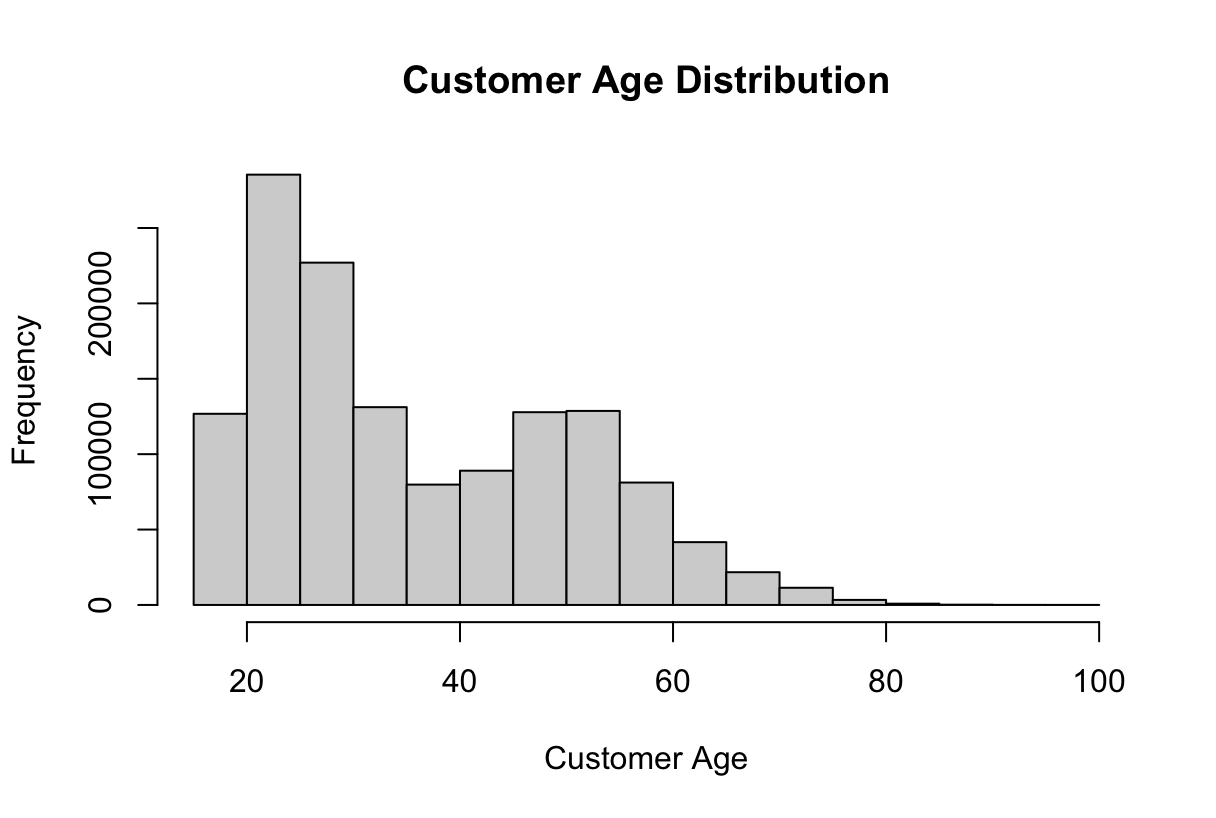 Customer Age Distribution
Frequency
200000
100000
0
20 40 60 80 100
Customer Age